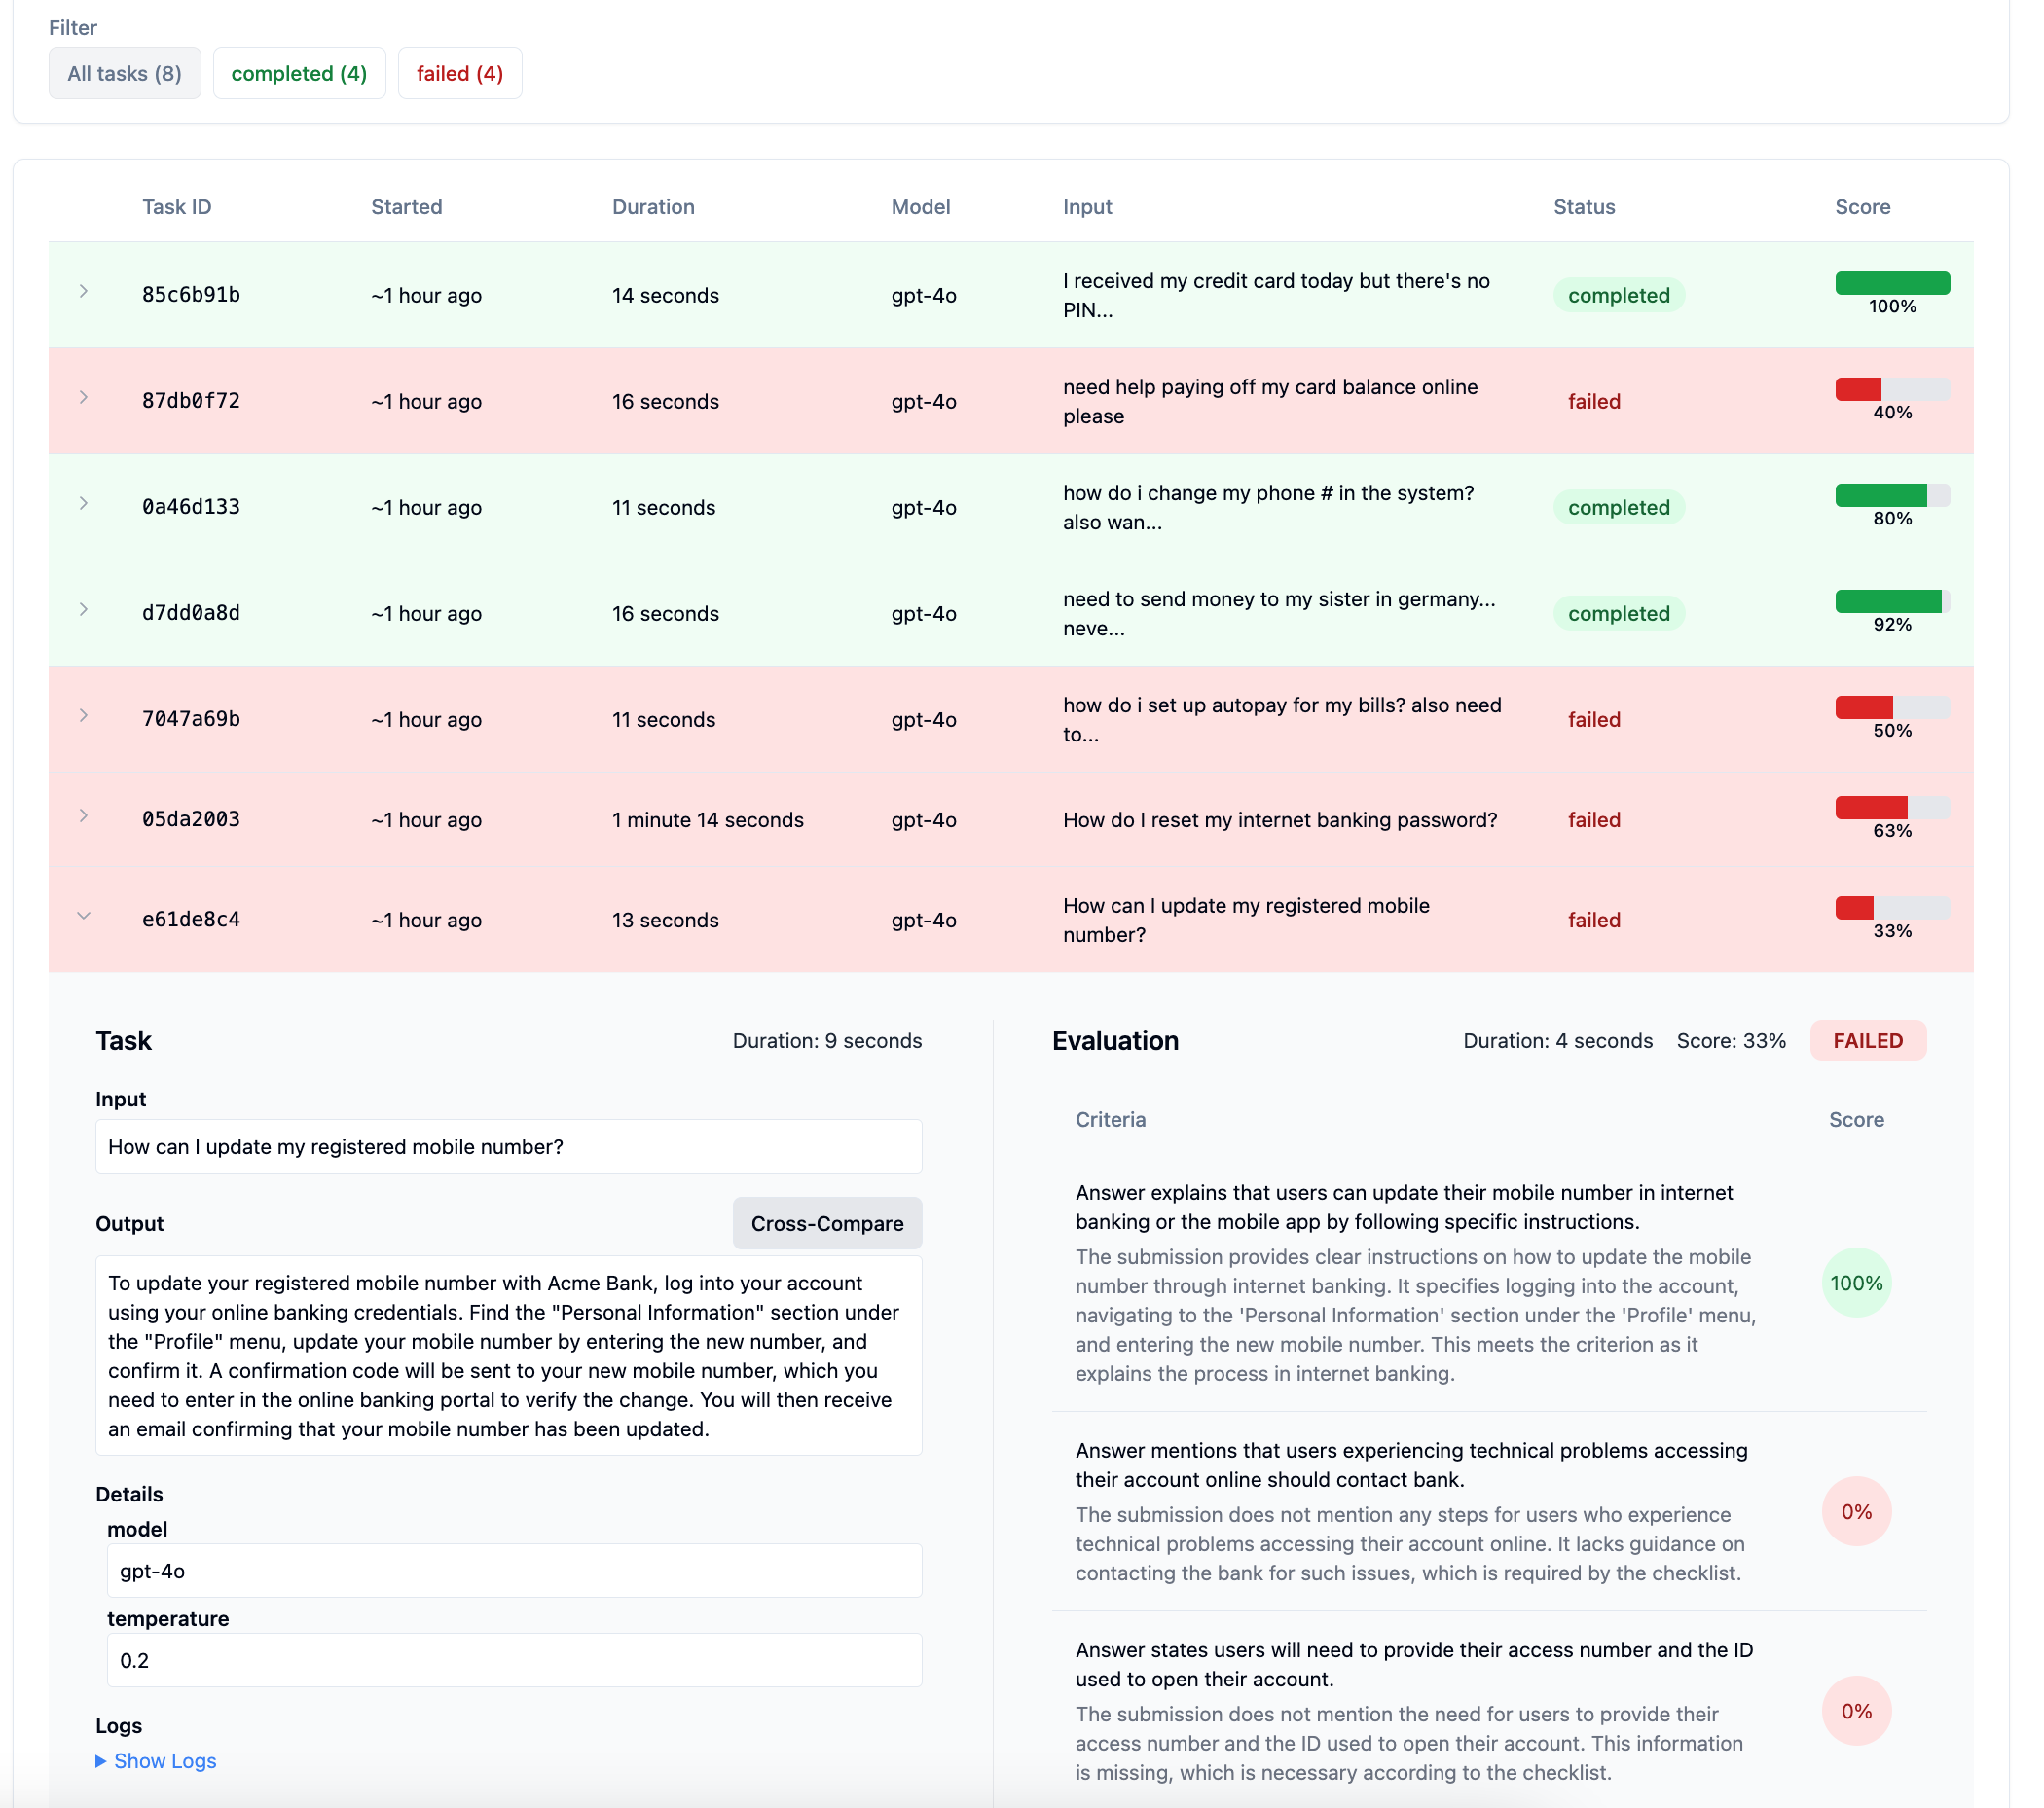 Filter
All tasks (8)
completed (4)
failed (4)
Task ID
Started
Duration
Model
Input
Status
Score
85c6b91b
~1 hour ago
14 seconds
gpt-4o
I received my credit card today but there's no
PIN...
completed
100%
87db0f72
~1 hour ago
16 seconds
gpt-4o
need help paying off my card balance online
please
failed
40%
0a46d133
~1 hour ago
11 seconds
gpt-4o
how do i change my phone # in the system?
also wan...
completed
80%
d7dd0a8d
~1 hour ago
16 seconds
gpt-4o
need to send money to my sister in germany...
neve...
completed
92%
7047a69b
~1 hour ago
11 seconds
gpt-4o
how do i set up autopay for my bills? also need
to...
failed
50%
05da2003
~1 hour ago
1 minute 14 seconds
gpt-4o
How do I reset my internet banking password?
failed
63%
e61de8c4
~1 hour ago
13 seconds
gpt-4o
How can I update my registered mobile
number?
failed
33%
Task
Duration: 9 seconds
Input
How can I update my registered mobile number?
Output
Cross-Compare
To update your registered mobile number with Acme Bank, log into your account
using your online banking credentials. Find the "Personal Information" section under
the "Profile" menu, update your mobile number by entering the new number, and
confirm it. A confirmation code will be sent to your new mobile number, which you
need to enter in the online banking portal to verify the change. You will then receive
an email confirming that your mobile number has been updated.
Details
model
gpt-4o
temperature
0.2
Logs
Show Logs
Evaluation
Duration: 4 seconds
Score: 33%
FAILED
Criteria
Score
Answer explains that users can update their mobile number in internet
banking or the mobile app by following specific instructions.
The submission provides clear instructions on how to update the mobile
number through internet banking. It specifies logging into the account,
navigating to the 'Personal Information' section under the 'Profile' menu,
and entering the new mobile number. This meets the criterion as it
explains the process in internet banking.
100%
Answer mentions that users experiencing technical problems accessing
their account online should contact bank.
The submission does not mention any steps for users who experience
technical problems accessing their account online. It lacks guidance on
contacting the bank for such issues, which is required by the checklist.
0%
Answer states users will need to provide their access number and the ID
used to open their account.
The submission does not mention the need for users to provide their
access number and the ID used to open their account. This information
is missing, which is necessary according to the checklist.
0%